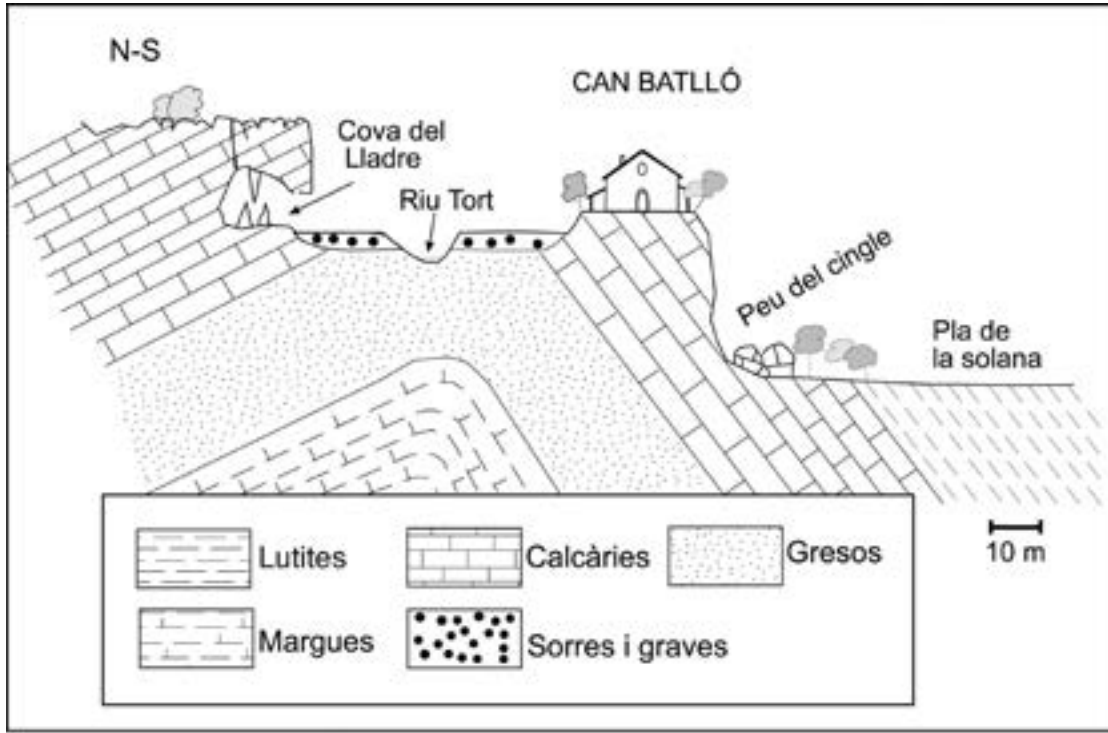 N-S
CAN BATLLÓ
Cova del
Lladre
Riu Tort
Peu del cingle
Pla de
la solana
10 m
Lutites
Calcàries
Gresos
Margues
Sorres i graves